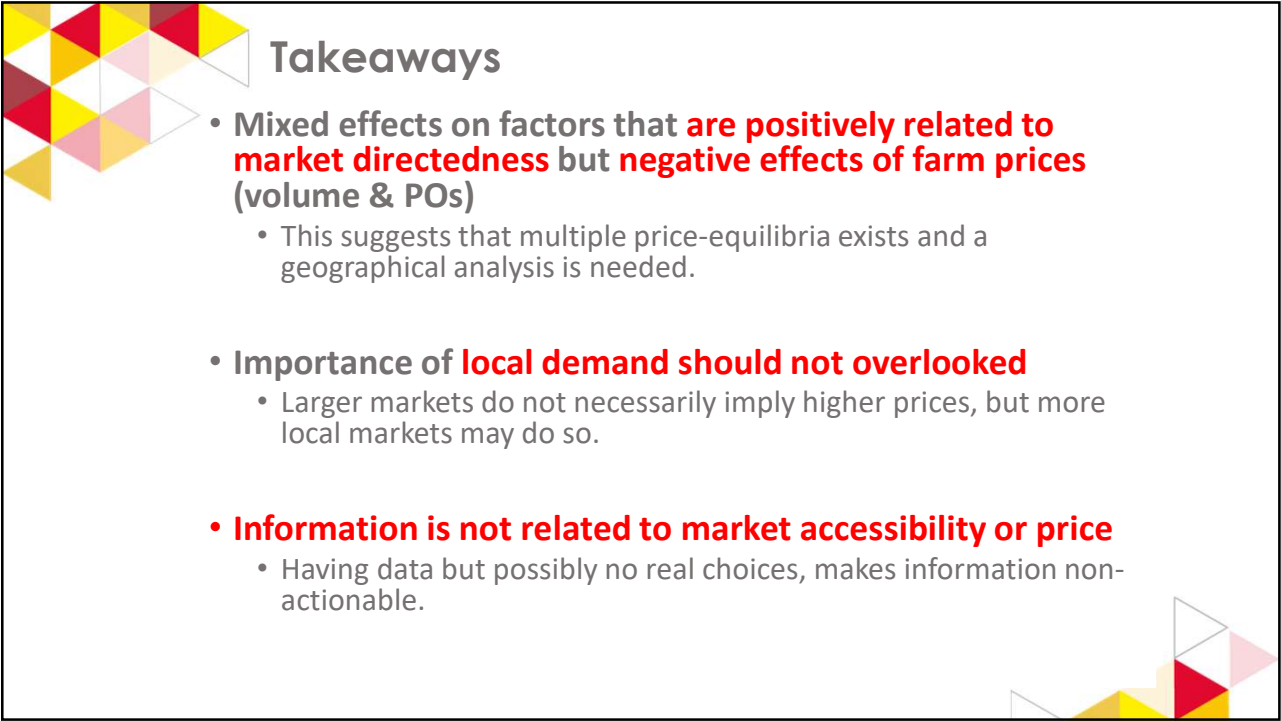 Takeaways
• Mixed effects on factors that are positively related to
market directedness but negative effects of farm prices
(volume & POs)
• This suggests that multiple price-equilibria exists and a
geographical analysis is needed.
• Importance of local demand should not overlooked
• Larger markets do not necessarily imply higher prices, but more
local markets may do so.
• Information is not related to market accessibility or price
• Having data but possibly no real choices, makes information non-
actionable.